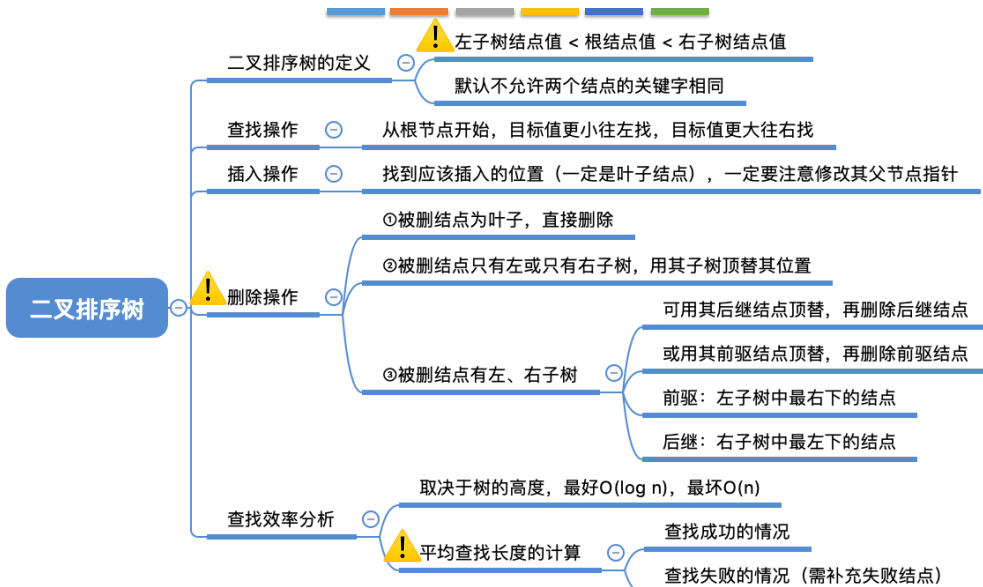 二叉排序树
二叉排序树的定义
左子树结点值 < 根结点值 < 右子树结点值
默认不允许两个结点的关键字相同
查找操作
从根节点开始，目标值更小往左找，目标值更大往右找
插入操作
找到应该插入的位置（一定是叶子结点），一定要注意修改其父节点指针
删除操作
①被删结点为叶子，直接删除
②被删结点只有左或只有右子树，用其子树顶替其位置
③被删结点有左、右子树
可用其后继结点顶替，再删除后继结点
或用其前驱结点顶替，再删除前驱结点
前驱：左子树中最右下的结点
后继：右子树中最左下的结点
查找效率分析
取决于树的高度，最好O(log n)，最坏O(n)
平均查找长度的计算
查找成功的情况
查找失败的情况（需补充失败结点）